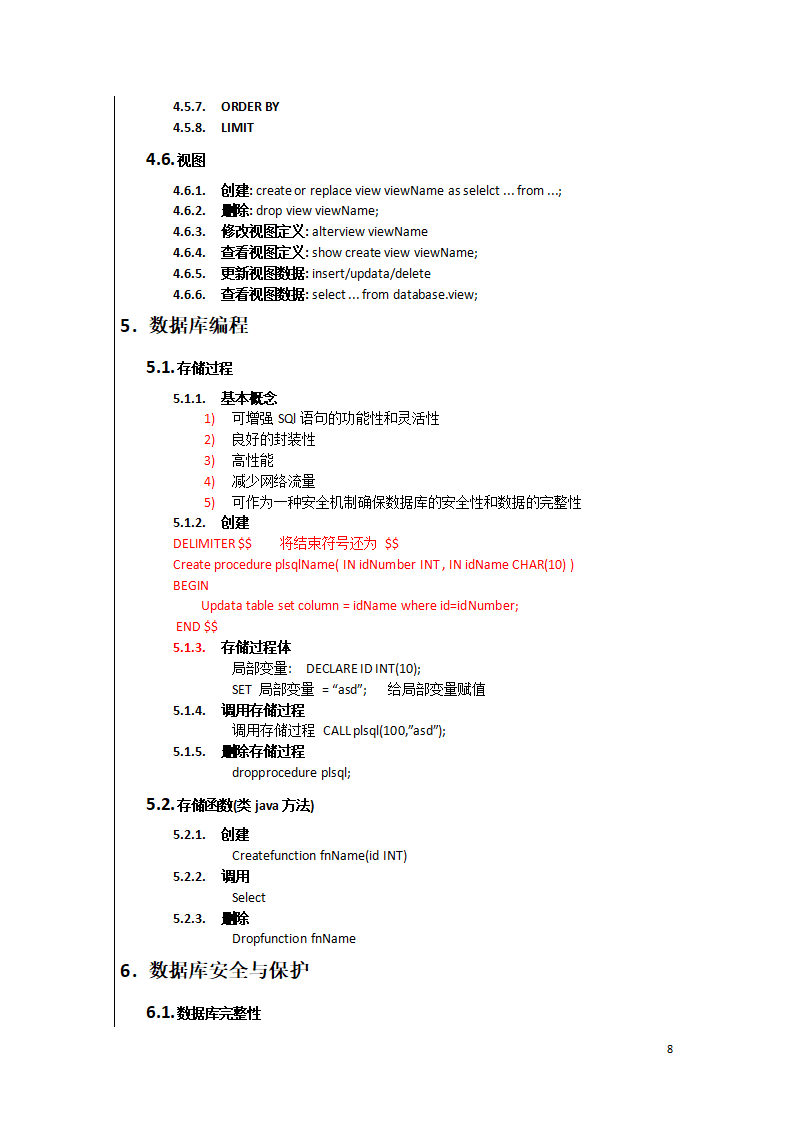 4.5.7. ORDER BY
4.5.8. LIMIT
4.6. 视图
4.6.1. 创建: create or replace view viewName as selelct ... from ...;
4.6.2. 删除: drop view viewName;
4.6.3. 修改视图定义: alterview viewName
4.6.4. 查看视图定义: show create view viewName;
4.6.5. 更新视图数据: insert/updata/delete
4.6.6. 查看视图数据: select ... from database.view;
5. 数据库编程
5.1. 存储过程
5.1.1. 基本概念
1) 可增强 SQl 语句的功能性和灵活性
2) 良好的封装性
3) 高性能
4) 减少网络流量
5) 可作为一种安全机制确保数据库的安全性和数据的完整性
5.1.2. 创建
DELIMITER $$ 将结束符号还为 $$
Create procedure plsqlName( IN idNumber INT , IN idName CHAR(10) )
BEGIN
Updata table set column = idName where id=idNumber;
END $$
5.1.3. 存储过程体
局部变量: DECLARE ID INT(10);
SET 局部变量 = “asd”; 给局部变量赋值
5.1.4. 调用存储过程
调用存储过程 CALL plsql(100,”asd”);
5.1.5. 删除存储过程
dropprocedure plsql;
5.2. 存储函数(类 java 方法)
5.2.1. 创建
Createfunction fnName(id INT)
5.2.2. 调用
Select
5.2.3. 删除
Dropfunction fnName
6. 数据库安全与保护
6.1. 数据库完整性
8